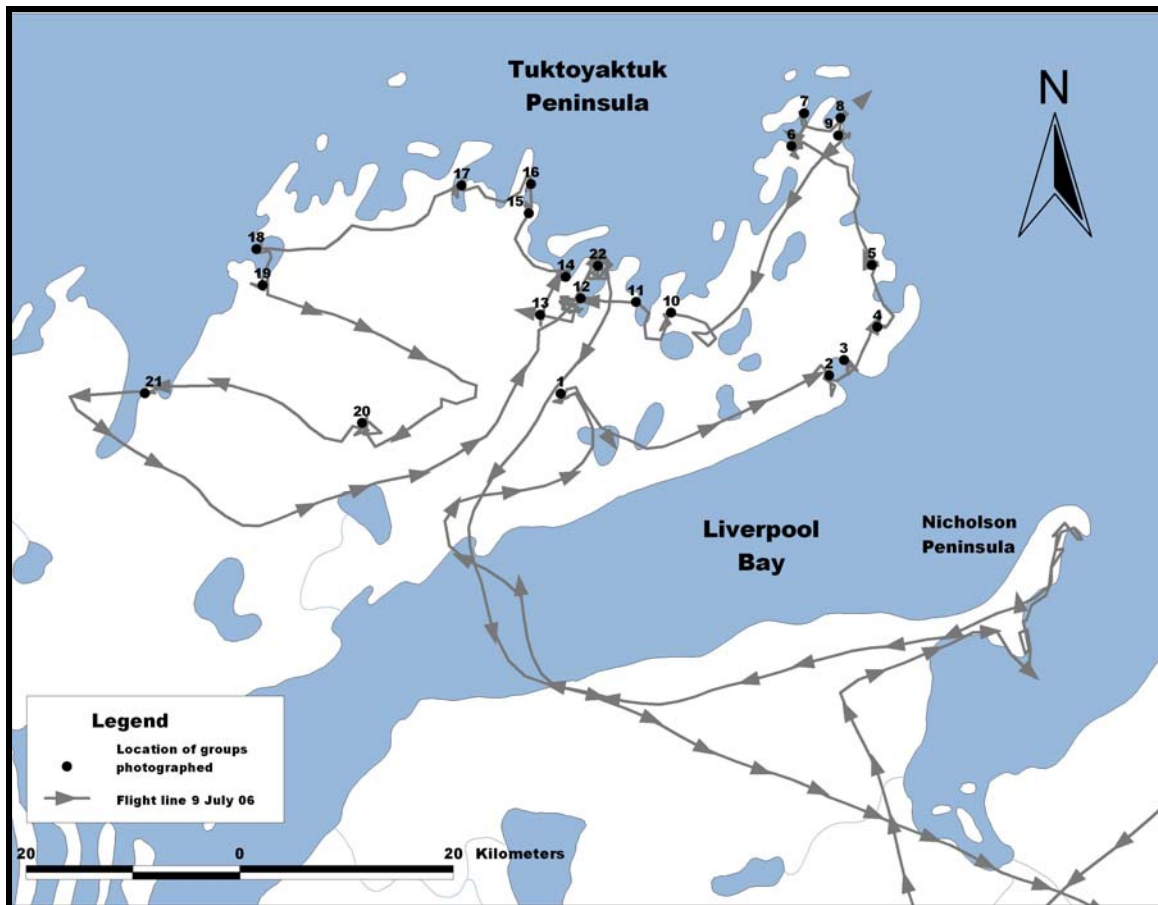 Tuktoyaktuk
Peninsula
N
7
8
9
6
17
16
15
18
5
22
14
19
12
11
13
10
4
3
2
21
1
20
Liverpool
Bay
Nicholson
Peninsula
Legend
Location of groups
photographed
Flight line 9 July 06
20 0 20 Kilometers